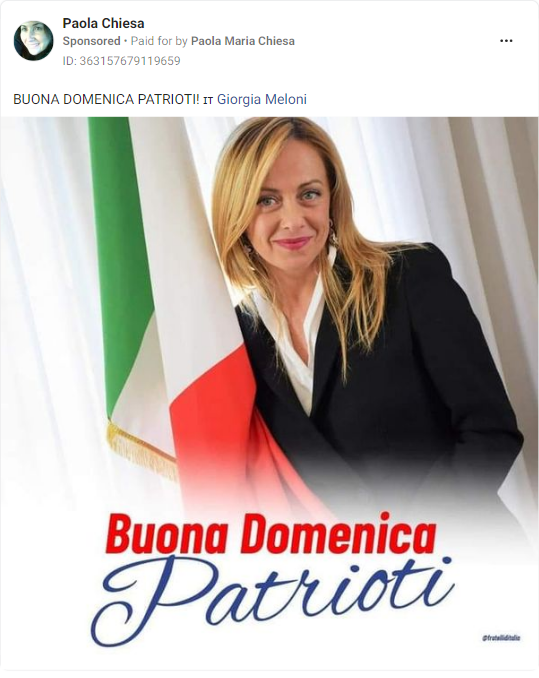 Paola Chiesa
Sponsored • Paid for by Paola Maria Chiesa
ID: 363157679119659
BUONA DOMENICA PATRIOTI! IT Giorgia Meloni
Buona Domenica
Patrioti
@fratelliditalia